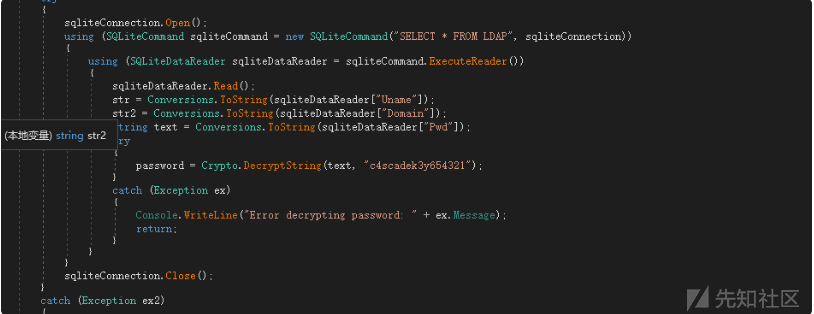 {
sqliteConnection.Open();
using (SQLiteCommand sqliteCommand = new SQLiteCommand("SELECT * FROM LDAP", sqliteConnection))
{
using (SQLiteDataReader sqliteDataReader = sqliteCommand.ExecuteReader())
{
sqliteDataReader.Read();
str = Conversions.ToString(sqliteDataReader["Uname"]);
str2 = Conversions.ToString(sqliteDataReader["Domain"]);
string text = Conversions.ToString(sqliteDataReader["Pwd"]);
(本地变量) string str2
ry
{
password = Crypto.DecryptString(text, "c4scadek3y654321");
}
catch (Exception ex)
{
Console.WriteLine("Error decrypting password: " + ex.Message);
return;
}
}
}
sqliteConnection.Close();
}
catch (Exception ex2)
{
先知社区